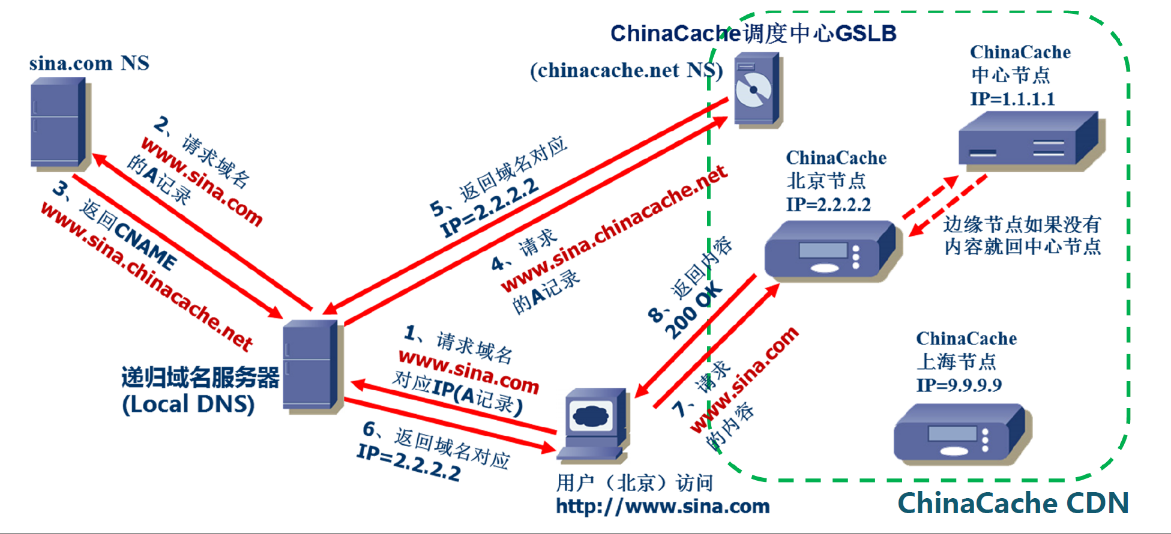 ChinaCache调度中心GSLB
(chinacache.net NS)
sina.com NS
ChinaCache
中心节点
IP=1.1.1.1
2、请求域名
www.sina.com
的A记录
3、返回CNAME
www.sina.chinacache.net
5、返回域名对应
IP=2.2.2.2
4、请求
www.sina.chinacache.net
的A记录
ChinaCache
北京节点
IP=2.2.2.2
边缘节点如果没有
内容就回中心节点
8、返回内容
200 OK
7、请求
www.sina.com
的内容
1、请求域名
www.sina.com
对应IP(A记录)
递归域名服务器
(Local DNS)
6、返回域名对应
IP=2.2.2.2
ChinaCache
上海节点
IP=9.9.9.9
用户（北京）访问
http://www.sina.com
ChinaCache CDN